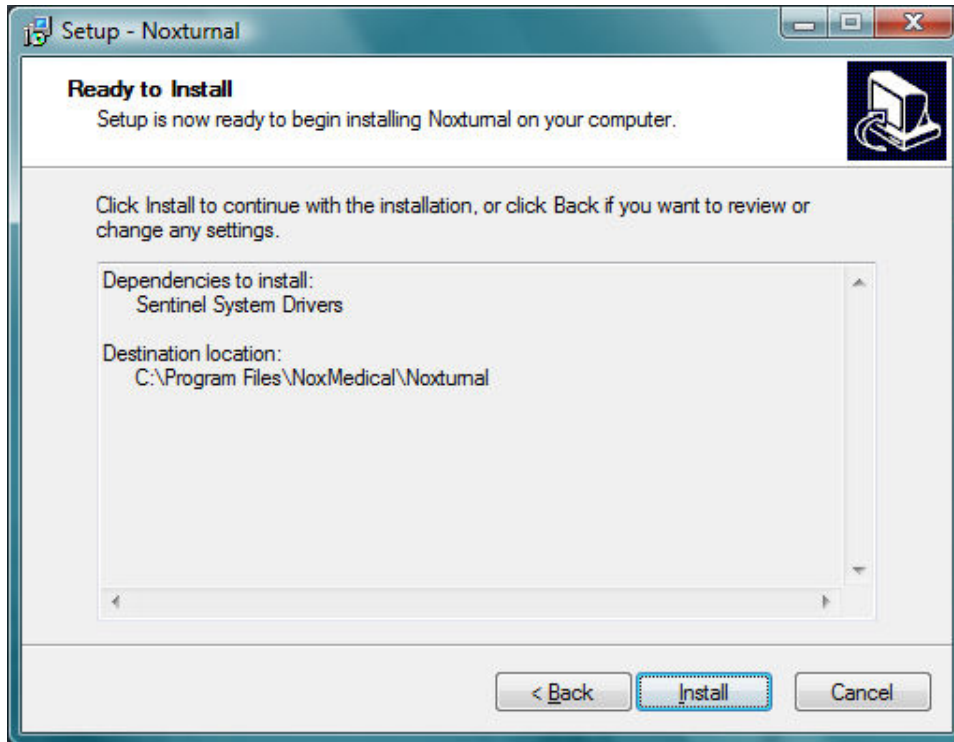 Setup - Noxturnal
Ready to Install
Setup is now ready to begin installing Noxturnal on your computer.
Click Install to continue with the installation, or click Back if you want to review or
change any settings.
Dependencies to install:
Sentinel System Drivers
Destination location:
C:\Program Files\NoxMedical\Noxturnal
< Back
Install
Cancel